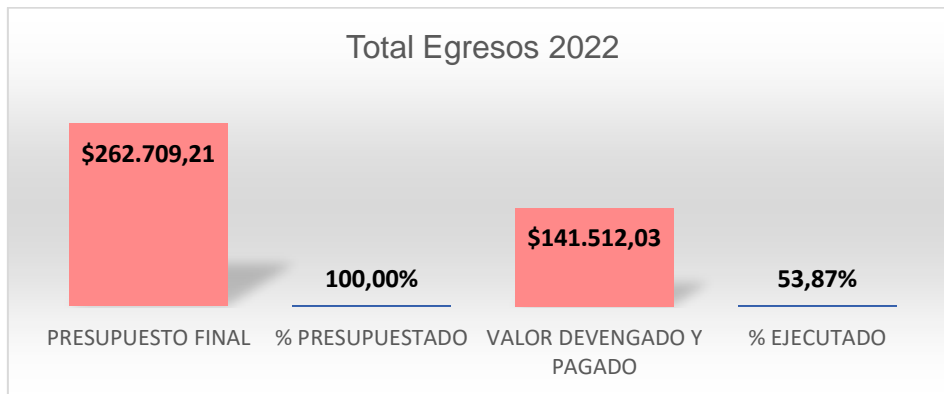 Total Egresos 2022
$262.709,21
$141.512,03
100,00%
53,87%
PRESUPUESTO FINAL
% PRESUPUESTADO
VALOR DEVENGADO Y
PAGADO
% EJECUTADO